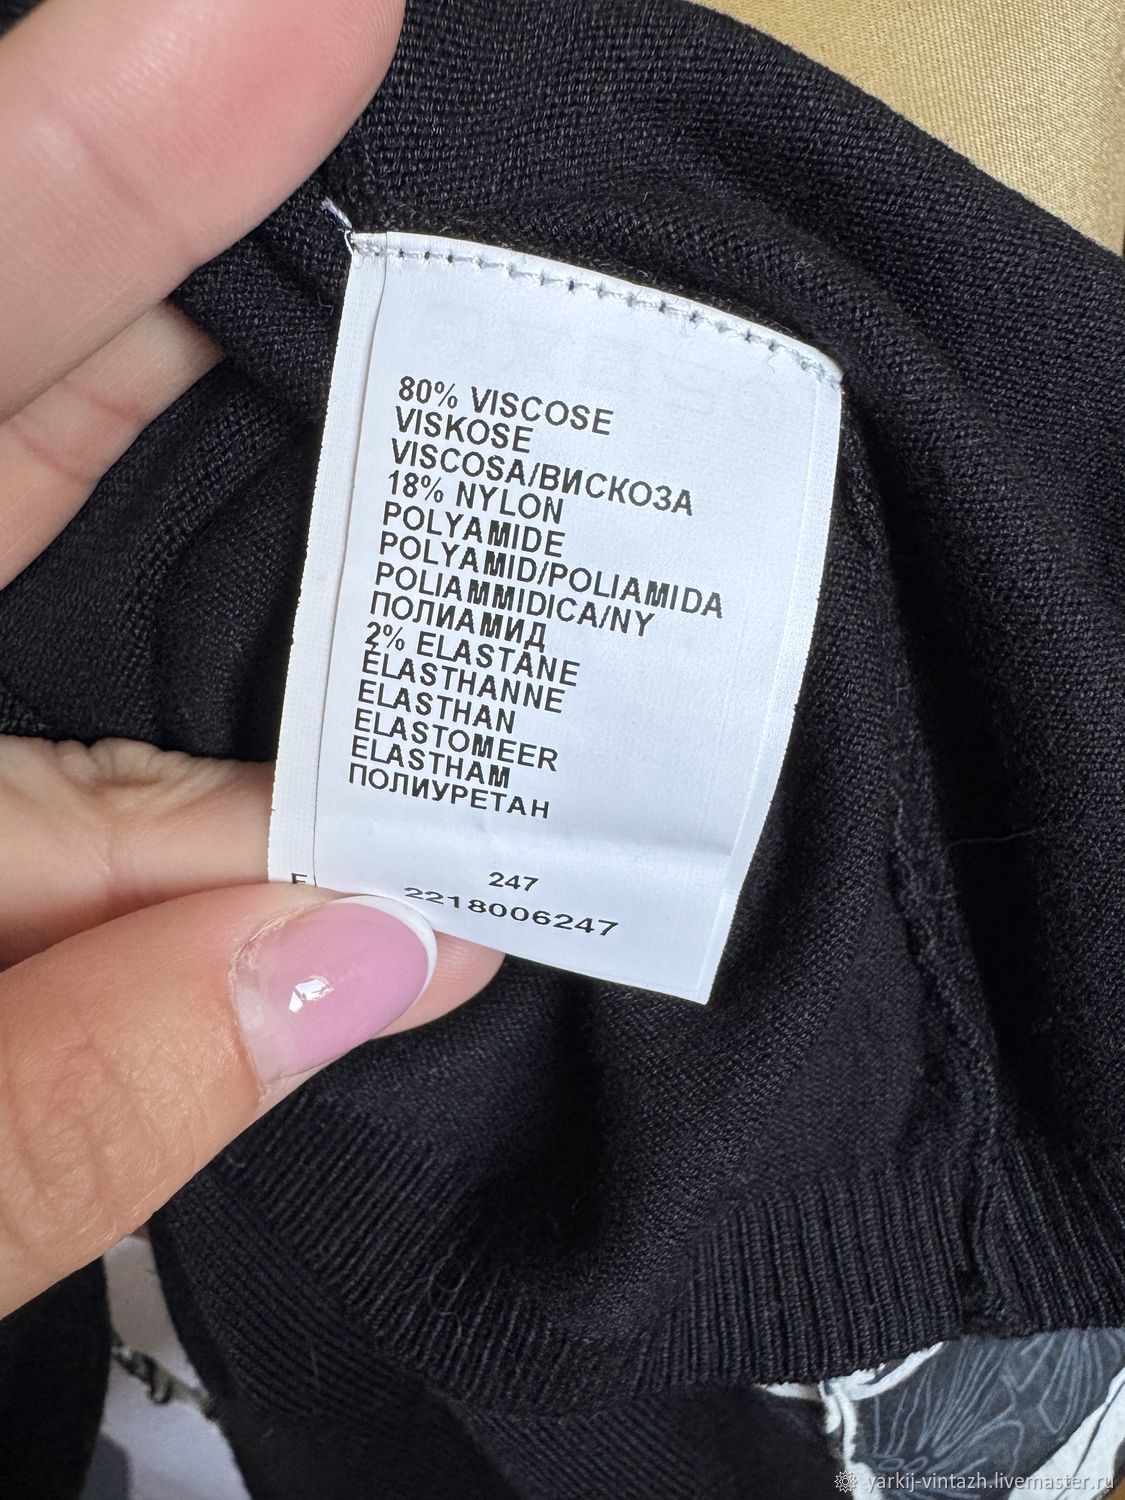 80% VISCOSE
VISKOSE
VISCOSA/ВИСКОЗА
18% NYLON
POLYAMIDE
POLYAMID/POLIAMIDA
POLIAMMIDICA/NY
ПОЛИАМИД
2% ELASTANE
ÉLASTHANNE
ELASTHAN
ELASTOMEER
ELASTHAM
ПОЛИУРЕТАН
247
2218006247
yarkij-vintazh.livemaster.ru